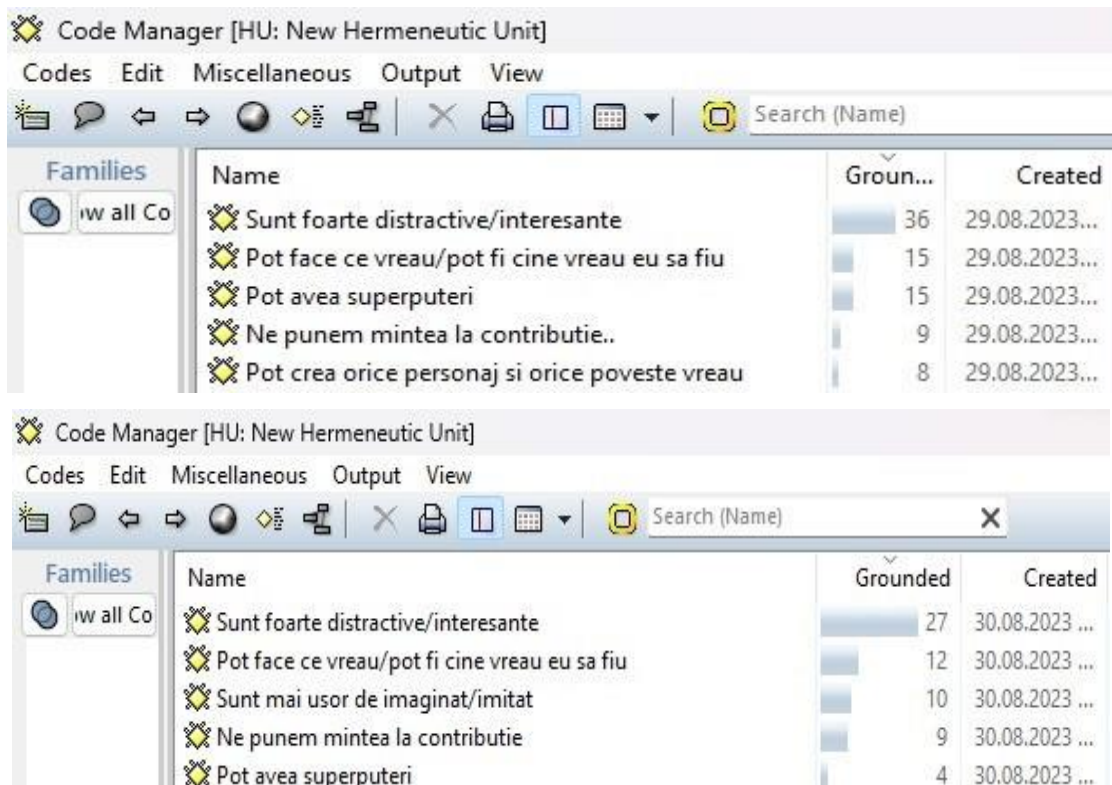 Code Manager [HU: New Hermeneutic Unit]
Codes Edit Miscellaneous Output View
Search (Name)
Families Name Groun... Created
w all Co Sunt foarte distractive/interesante 36 29.08.2023...
Pot face ce vreau/pot fi cine vreau eu sa fiu 15 29.08.2023...
Pot avea superputeri 15 29.08.2023...
Ne punem mintea la contributie.. 9 29.08.2023...
Pot crea orice personaj si orice poveste vreau 8 29.08.2023...
Code Manager [HU: New Hermeneutic Unit]
Codes Edit Miscellaneous Output View
Search (Name)
Families Name Grounded Created
w all Co Sunt foarte distractive/interesante 27 30.08.2023 ...
Pot face ce vreau/pot fi cine vreau eu sa fiu 12 30.08.2023 ...
Sunt mai usor de imaginat/imitat 10 30.08.2023 ...
Ne punem mintea la contributie 9 30.08.2023 ...
Pot avea superputeri 4 30.08.2023 ...